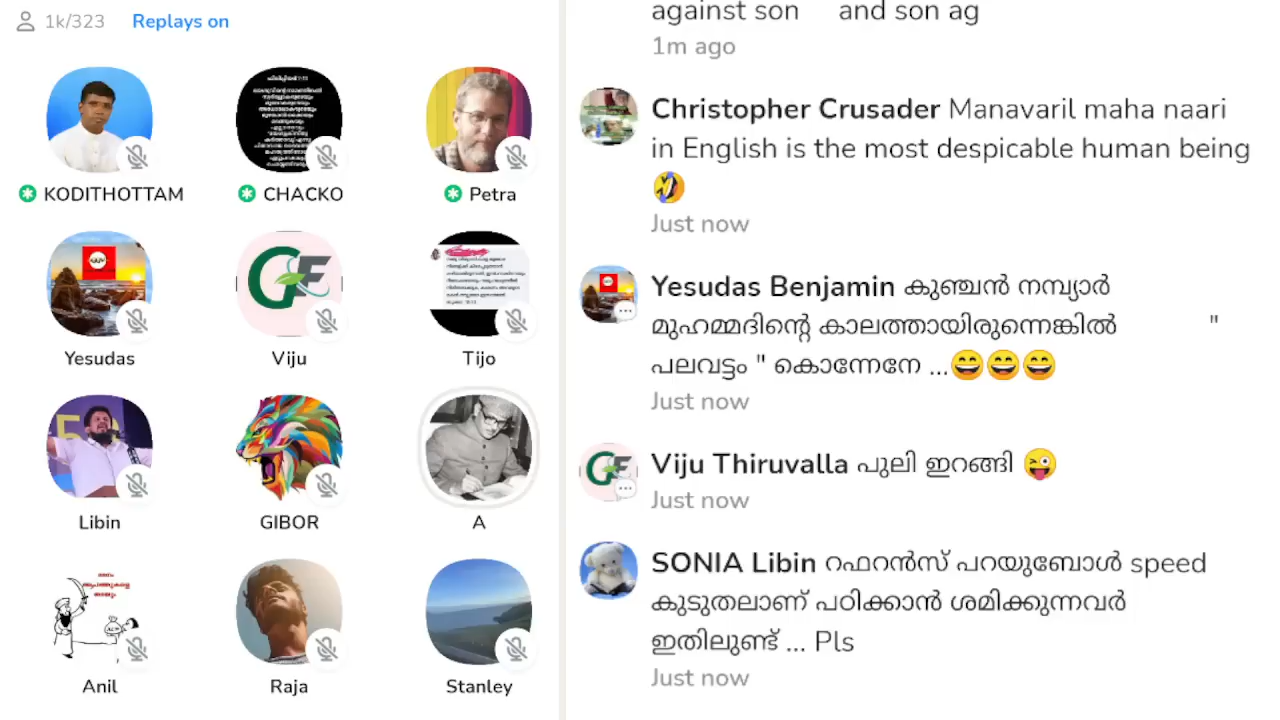 1k/323 Replays on
KODITHOTTAM
CHACKO
Petra
Yesudas
Viju
Tijo
Libin
GIBOR
A
Anil
Raja
Stanley
against son and son ag
1m ago
Christopher Crusader Manavaril maha naari
in English is the most despicable human being
🤣
Just now
Yesudas Benjamin കുഞ്ചൻ നമ്പ്യാർ
മുഹമ്മദിൻ്റെ കാലത്തായിരുന്നെങ്കിൽ "
പലവട്ടം " കൊന്നേനേ ...😄😄😄
Just now
Viju Thiruvalla പുലി ഇറങ്ങി 😜
Just now
SONIA Libin റഫറൻസ് പറയുബോൾ speed
കുടുതലാണ് പഠിക്കാൻ ശമിക്കുന്നവർ
ഇതിലുണ്ട് ... Pls
Just now